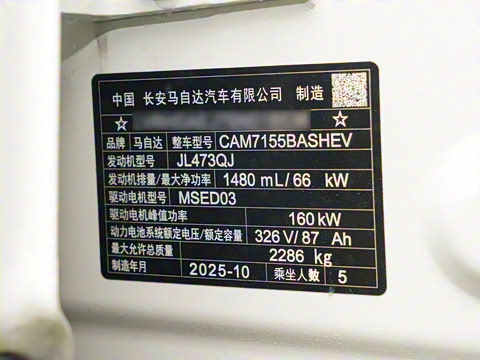 中国 长安马自达汽车有限公司 制造
☆ ☆
品牌 马自达 整车型号 CAM7155BASHEV
发动机型号 JL473QJ
发动机排量/最大净功率 1480 mL/66 kW
驱动电机型号 MSED03
驱动电机峰值功率 160 kW
动力电池系统额定电压/额定容量 326 V/87 Ah
最大允许总质量 2286 kg
制造年月 2025-10 乘坐人数 5